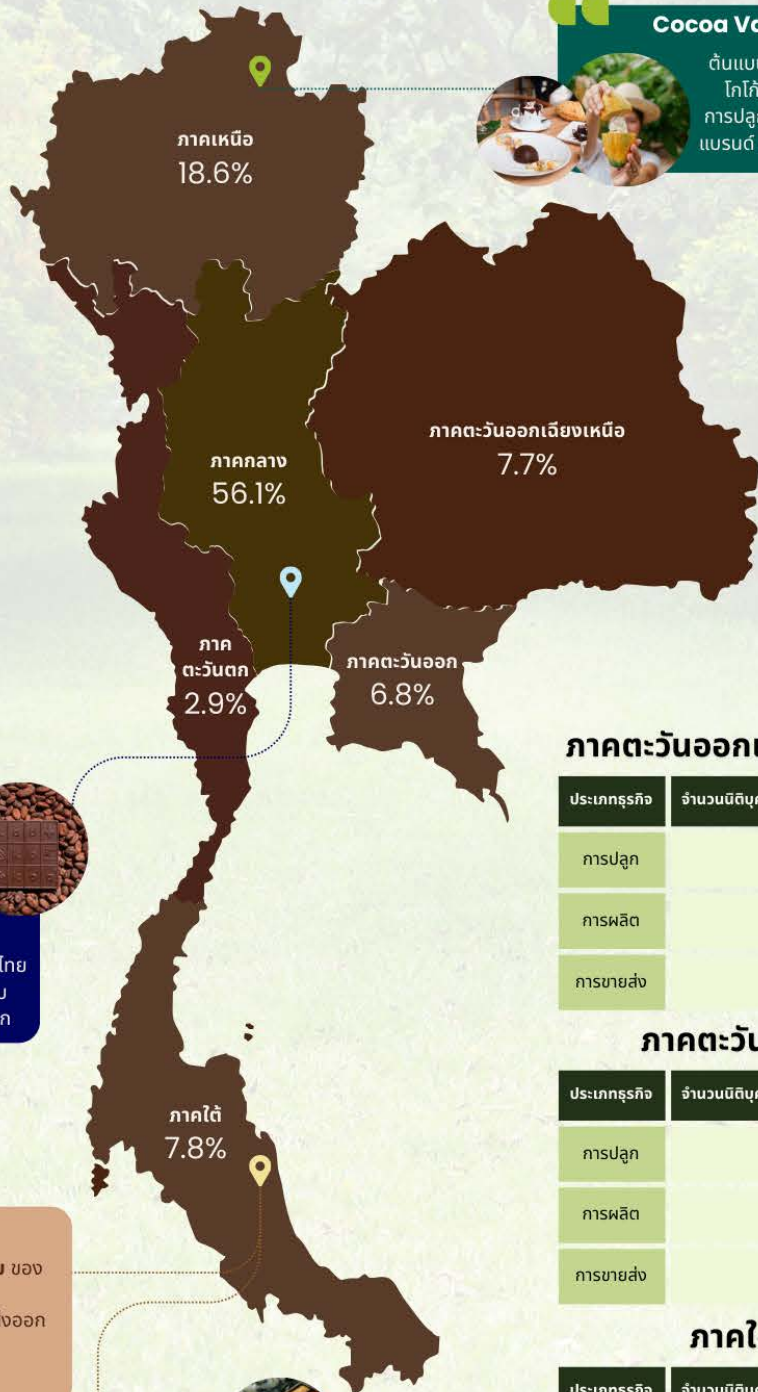 Cocoa Va
ต้นแบบ
โกโก้
การปลูก
แบรนด์
ภาคเหนือ
18.6%
ภาคตะวันออกเฉียงเหนือ
7.7%
ภาคกลาง
56.1%
ภาค
ตะวันตก
2.9%
ภาคตะวันออก
6.8%
ไทย
ก
ภาคใต้
7.8%
ของ
ส่งออก
ภาคตะวันออกเ
ประเภทธุรกิจ จำนวนนิติบุค
การปลูก
การผลิต
การขายส่ง
ภาคตะวัน
ประเภทธุรกิจ จำนวนนิติบุค
การปลูก
การผลิต
การขายส่ง
ภาคใ
ประเภทธุรกิจ จำนวนนิติบุค